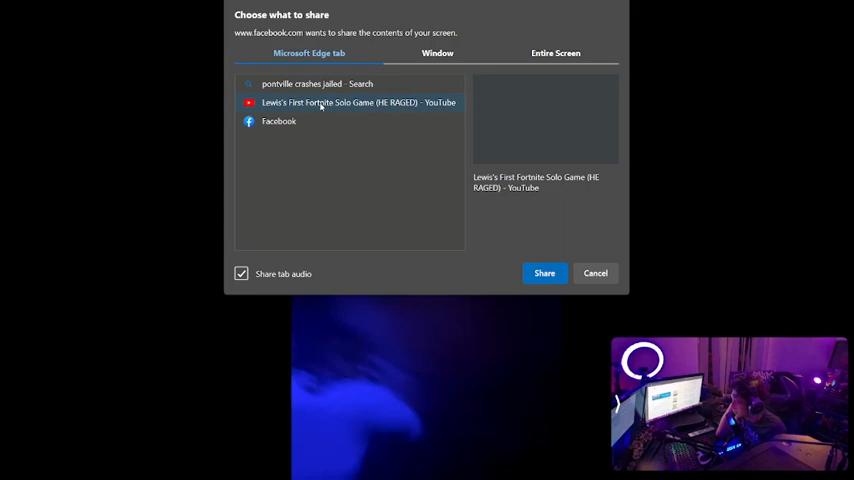 Choose what to share
www.facebook.com wants to share the contents of your screen.
Microsoft Edge tab
Window
Entire Screen
pontville crashes jailed - Search
Lewis's First Fortnite Solo Game (HE RAGED) - YouTube
Facebook
Lewis's First Fortnite Solo Game (HE
RAGED) - YouTube
Share tab audio
Share
Cancel